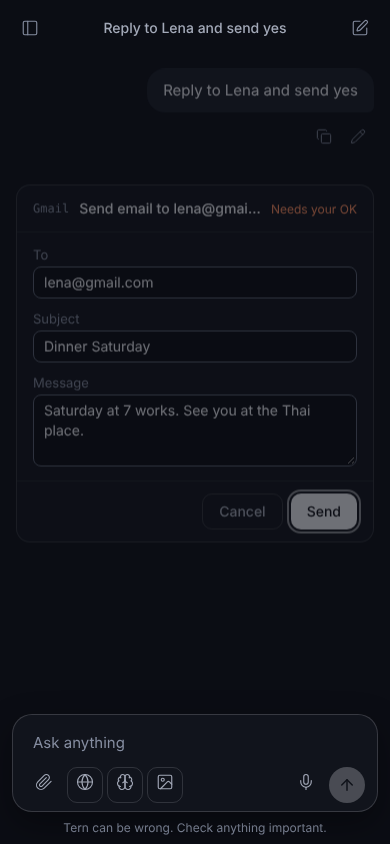 Reply to Lena and send yes
Reply to Lena and send yes
Gmail Send email to lena@gmai... Needs your OK
To
lena@gmail.com
Subject
Dinner Saturday
Message
Saturday at 7 works. See you at the Thai
place.
Cancel Send
Ask anything
Tern can be wrong. Check anything important.